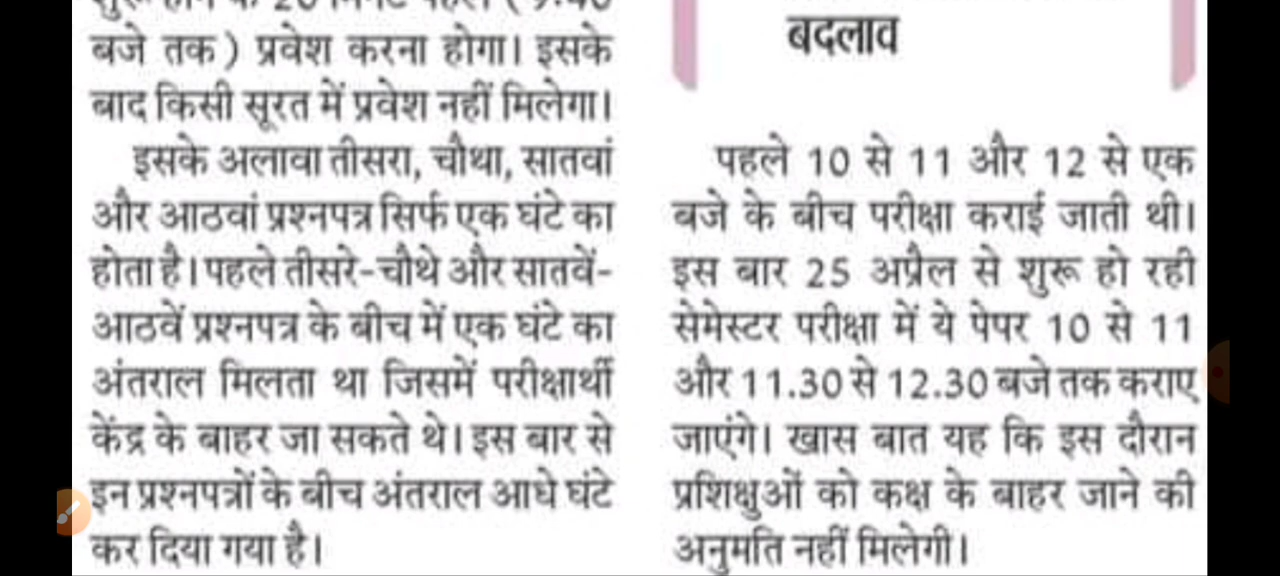 बजे तक) प्रवेश करना होगा। इसके
बाद किसी सूरत में प्रवेश नहीं मिलेगा।
इसके अलावा तीसरा, चौथा, सातवां
और आठवां प्रश्नपत्र सिर्फ एक घंटे का
होता है। पहले तीसरे-चौथे और सातवें-
आठवें प्रश्नपत्र के बीच में एक घंटे का
अंतराल मिलता था जिसमें परीक्षार्थी
केंद्र के बाहर जा सकते थे। इस बार से
इन प्रश्नपत्रों के बीच अंतराल आधे घंटे
कर दिया गया है।
बदलाव
पहले 10 से 11 और 12 से एक
बजे के बीच परीक्षा कराई जाती थी।
इस बार 25 अप्रैल से शुरू हो रही
सेमेस्टर परीक्षा में ये पेपर 10 से 11
और 11.30 से 12.30 बजे तक कराए
जाएंगे। खास बात यह कि इस दौरान
प्रशिक्षुओं को कक्ष के बाहर जाने की
अनुमति नहीं मिलेगी।